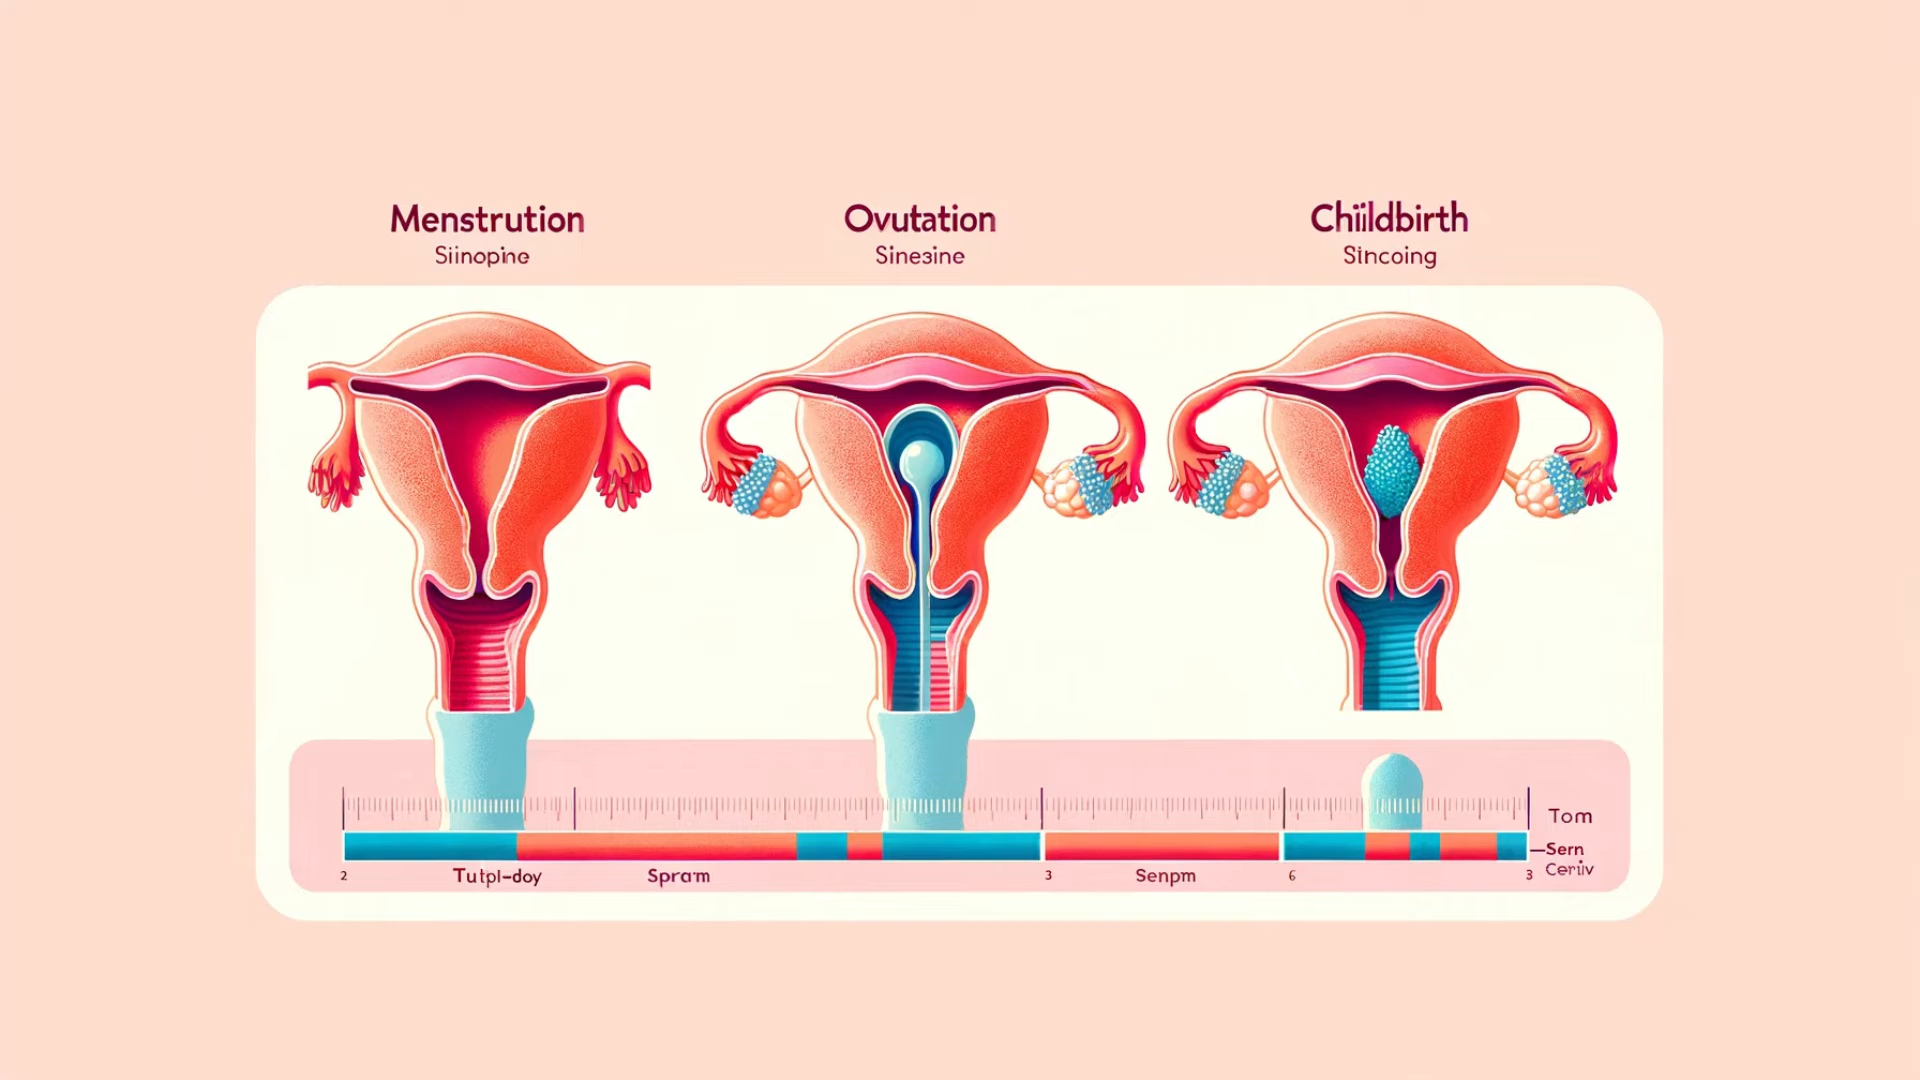 Menstrution
Siinopine
Ovutation
Sinesine
Chiildbirth
Sincoing
Tom
Sern
Ceriiv
2
Tutpl-doy
Spram
3
Senpm
6
3